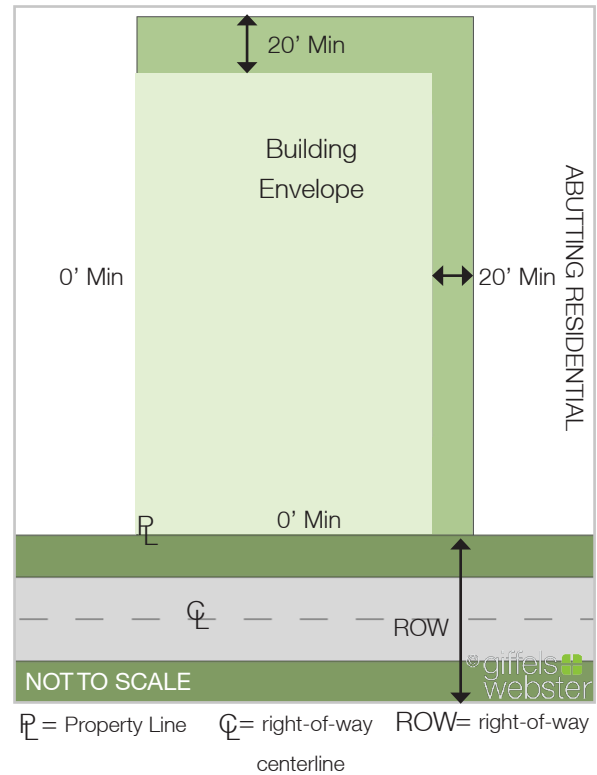 20’ Min
Building
Envelope
ABUTTING RESIDENTIAL
0’ Min
20’ Min
PL
0’ Min
CL
ROW
© giffels
webster
NOT TO SCALE
PL = Property Line CL = right-of-way ROW= right-of-way
centerline